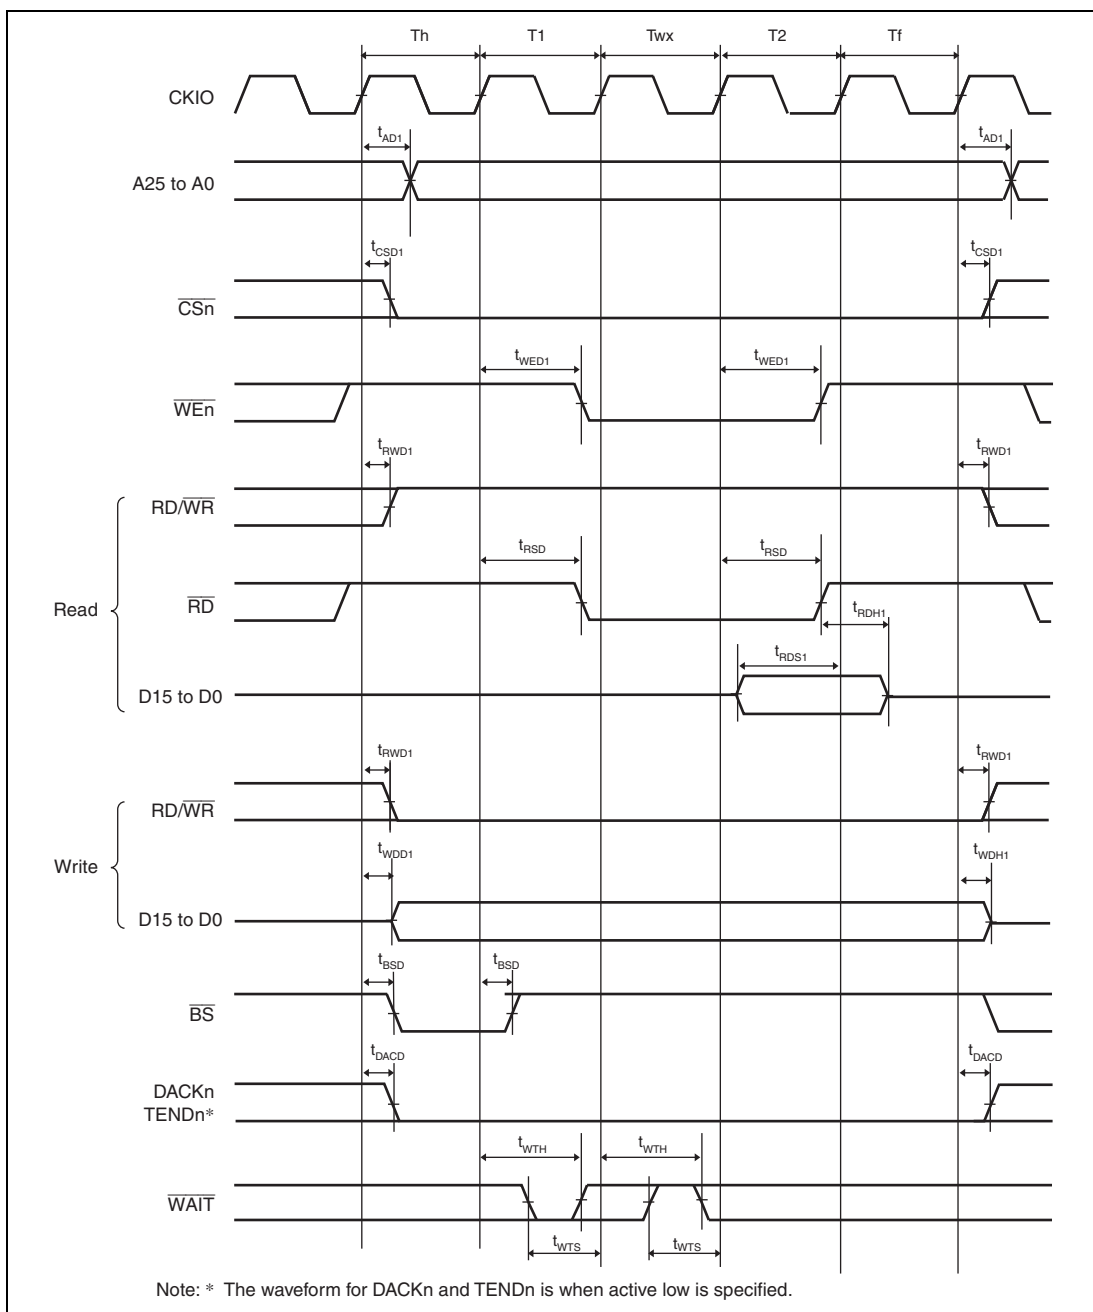 Th T1 Twx T2 Tf
CKIO
tAD1 tAD1
A25 to A0
tCSD1 tCSD1
CSn
tWED1 tWED1
WEn
tRWD1 tRWD1
RD/WR
tRSD tRSD
Read RD
tRDH1
tRDS1
D15 to D0
tRWD1 tRWD1
RD/WR
Write
tWDD1 tWDH1
D15 to D0
tBSD tBSD
BS
tDACD tDACD
DACKn
TENDn*
tWTH tWTH
WAIT
tWTS tWTS
Note: * The waveform for DACKn and TENDn is when active low is specified.